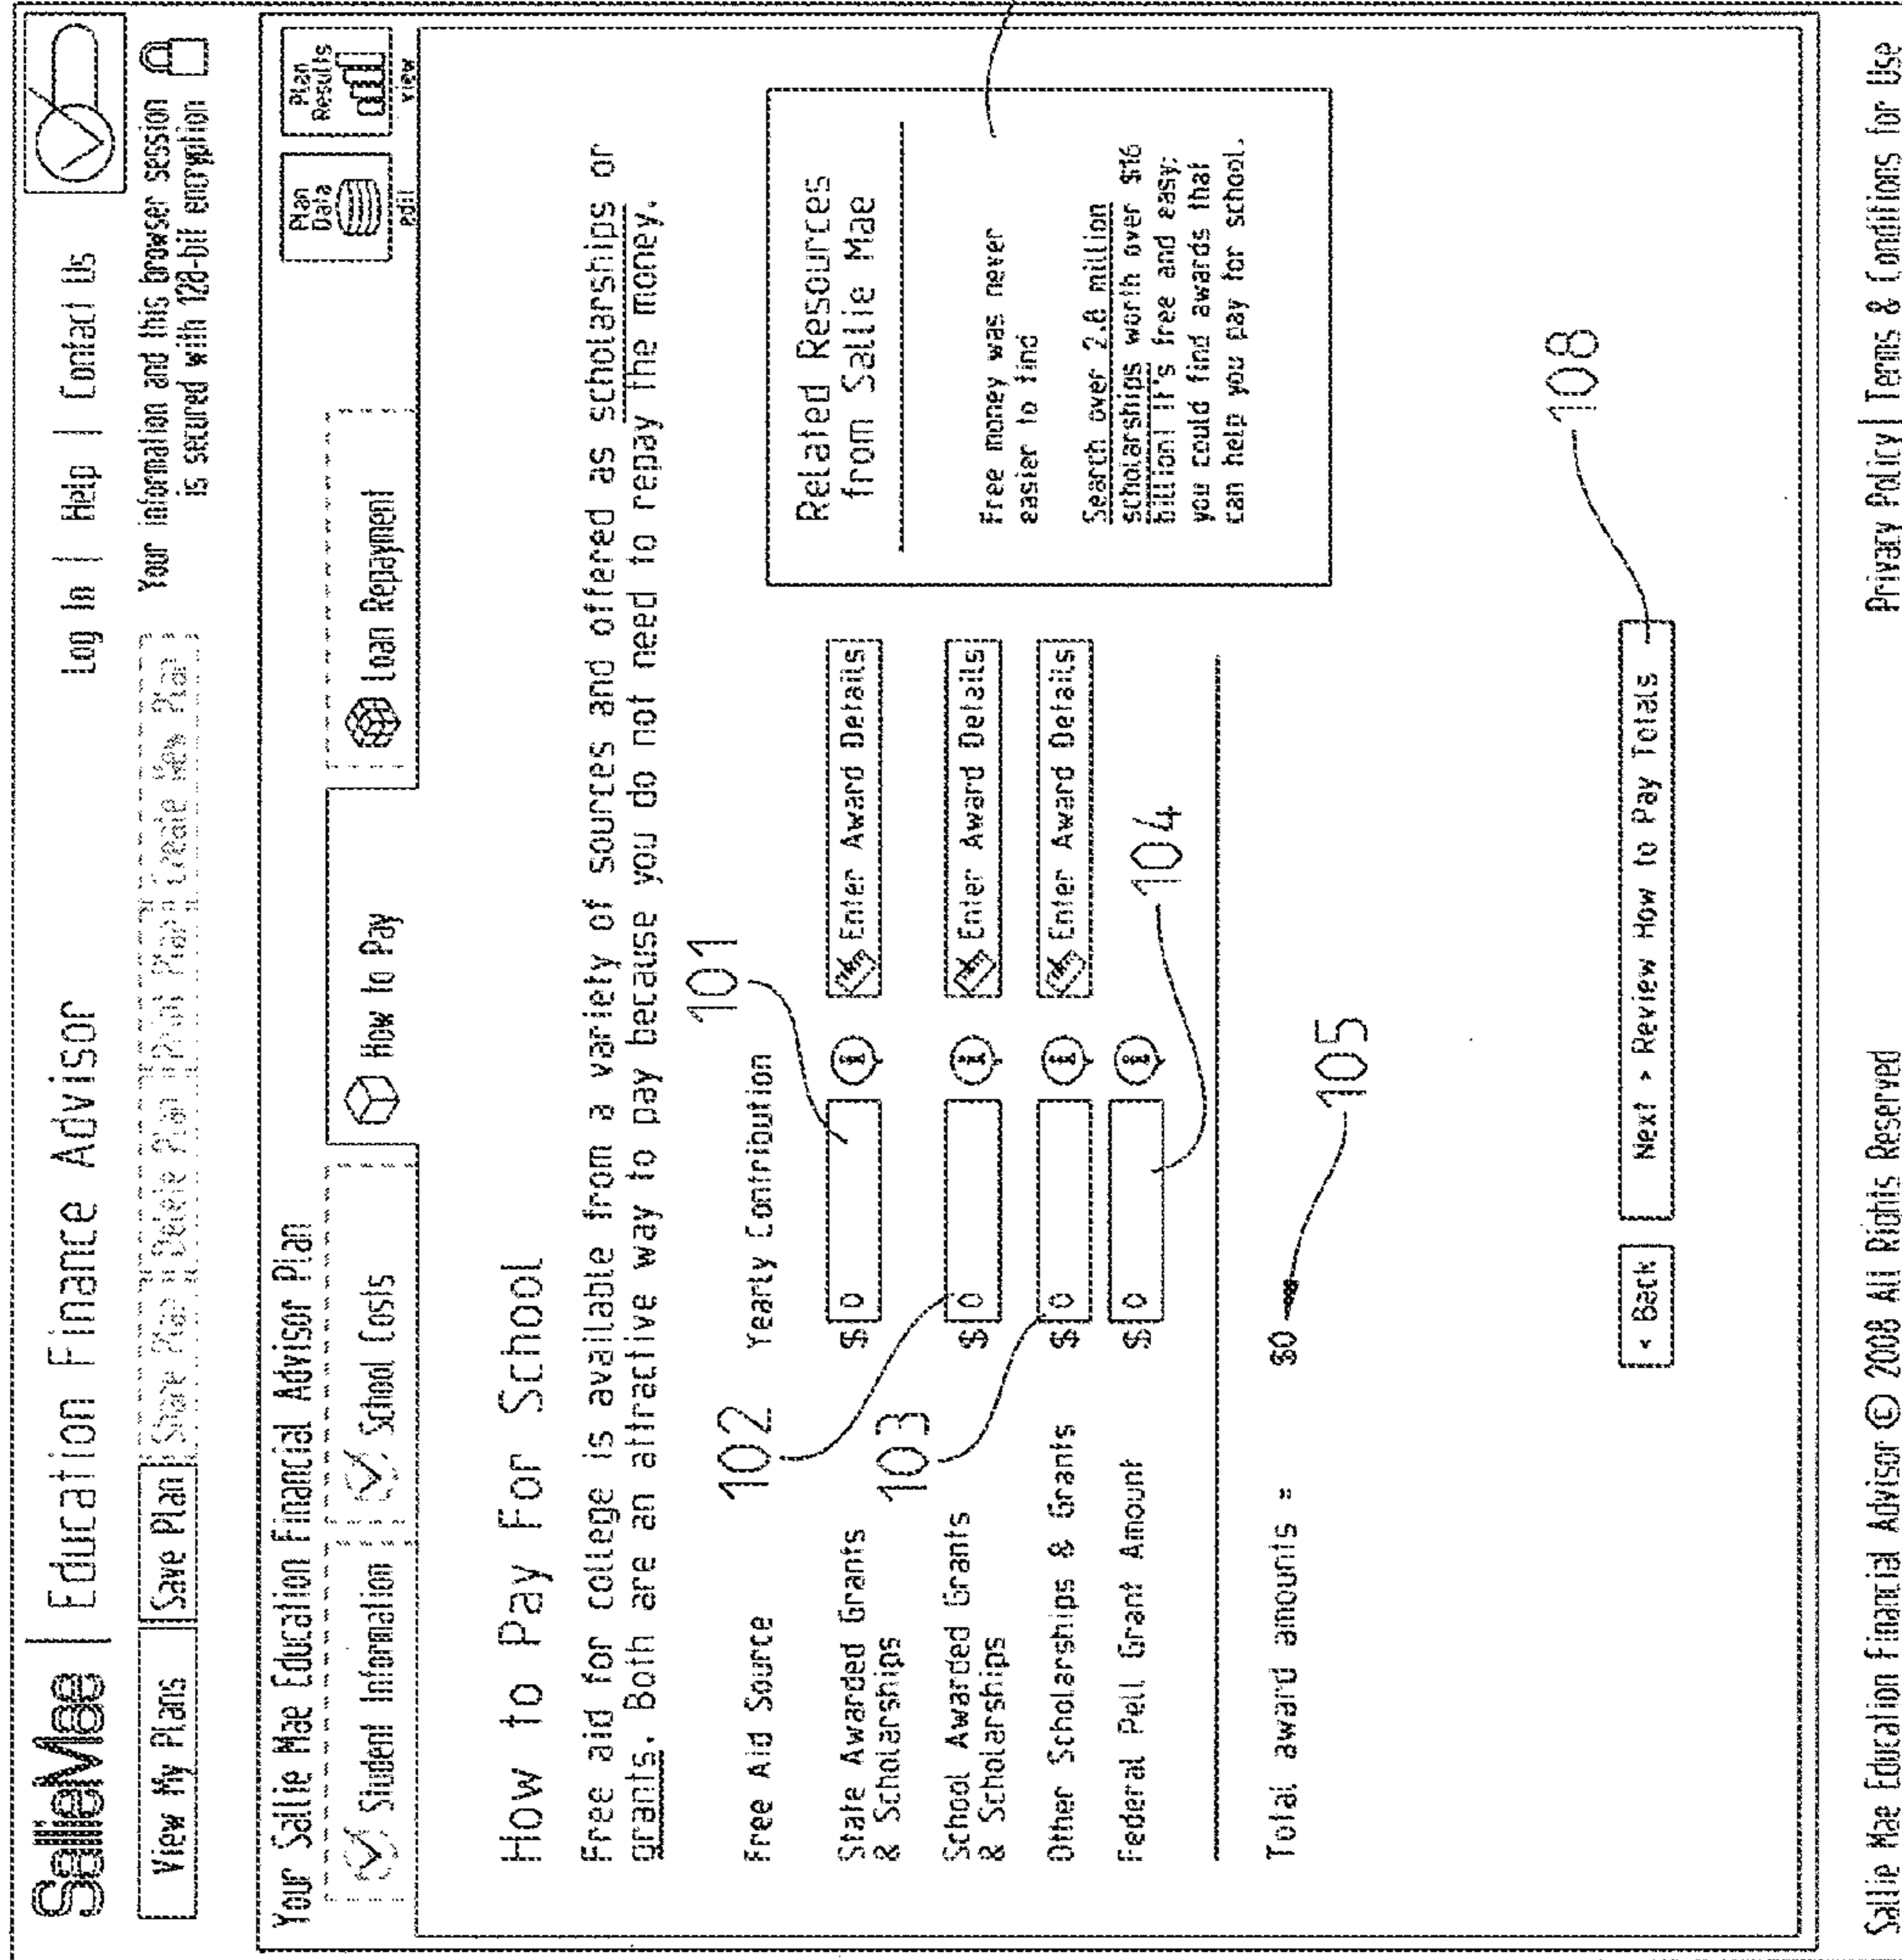 SallieMae | Education Finance Advisor
Log In | Help | Contact Us
View My Plans
Save Plan
Share Plan
Delete Plan
Print Plan
Create New Plan
Your information and this browser session
is secured with 128-bit encryption
Your Sallie Mae Education Financial Advisor Plan
Plan
Data
edit
Plan
Results
view
Student Information
School Costs
How to Pay
Loan Repayment
How to Pay For School
Free aid for college is available from a variety of sources and offered as scholarships or
grants. Both are an attractive way to pay because you do not need to repay the money.
101
102
Free Aid Source
Yearly Contribution
State Awarded Grants
& Scholarships
$ 0
i
Enter Award Details
103
School Awarded Grants
& Scholarships
$ 0
i
Enter Award Details
Other Scholarships & Grants
$ 0
i
Enter Award Details
Federal Pell Grant Amount
$ 0
i
104
Total award amounts =
$0
105
Related Resources
from Sallie Mae
Free money was never
easier to find
Search over 2.8 million
scholarships worth over $16
billion! It's free and easy;
you could find awards that
can help you pay for school.
108
< Back
Next > Review How to Pay Totals
Sallie Mae Education Financial Advisor © 2008 All Rights Reserved
Privacy Policy | Terms & Conditions for Use